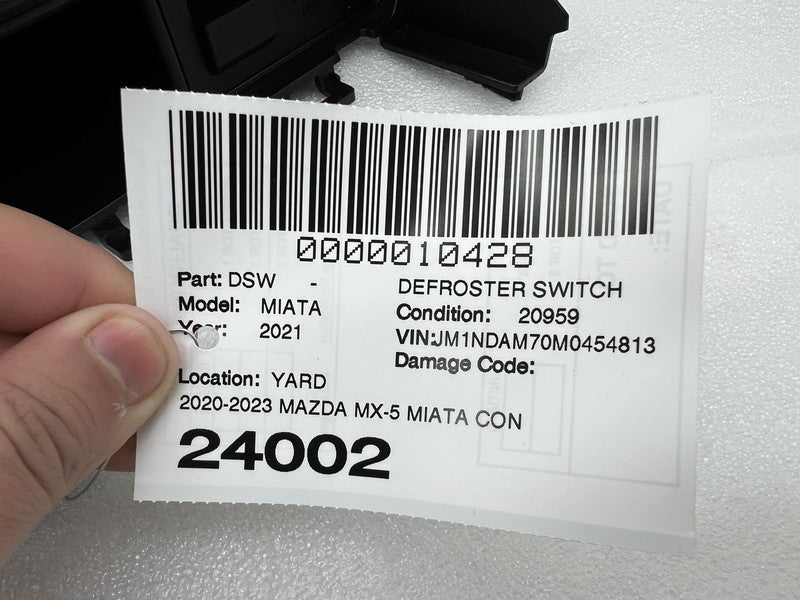 0000010428
Part: DSW - DEFROSTER SWITCH
Model: MIATA Condition: 20959
Year: 2021 VIN:JM1NDAM70M0454813
Damage Code:
Location: YARD
2020-2023 MAZDA MX-5 MIATA CON
24002
DATE: